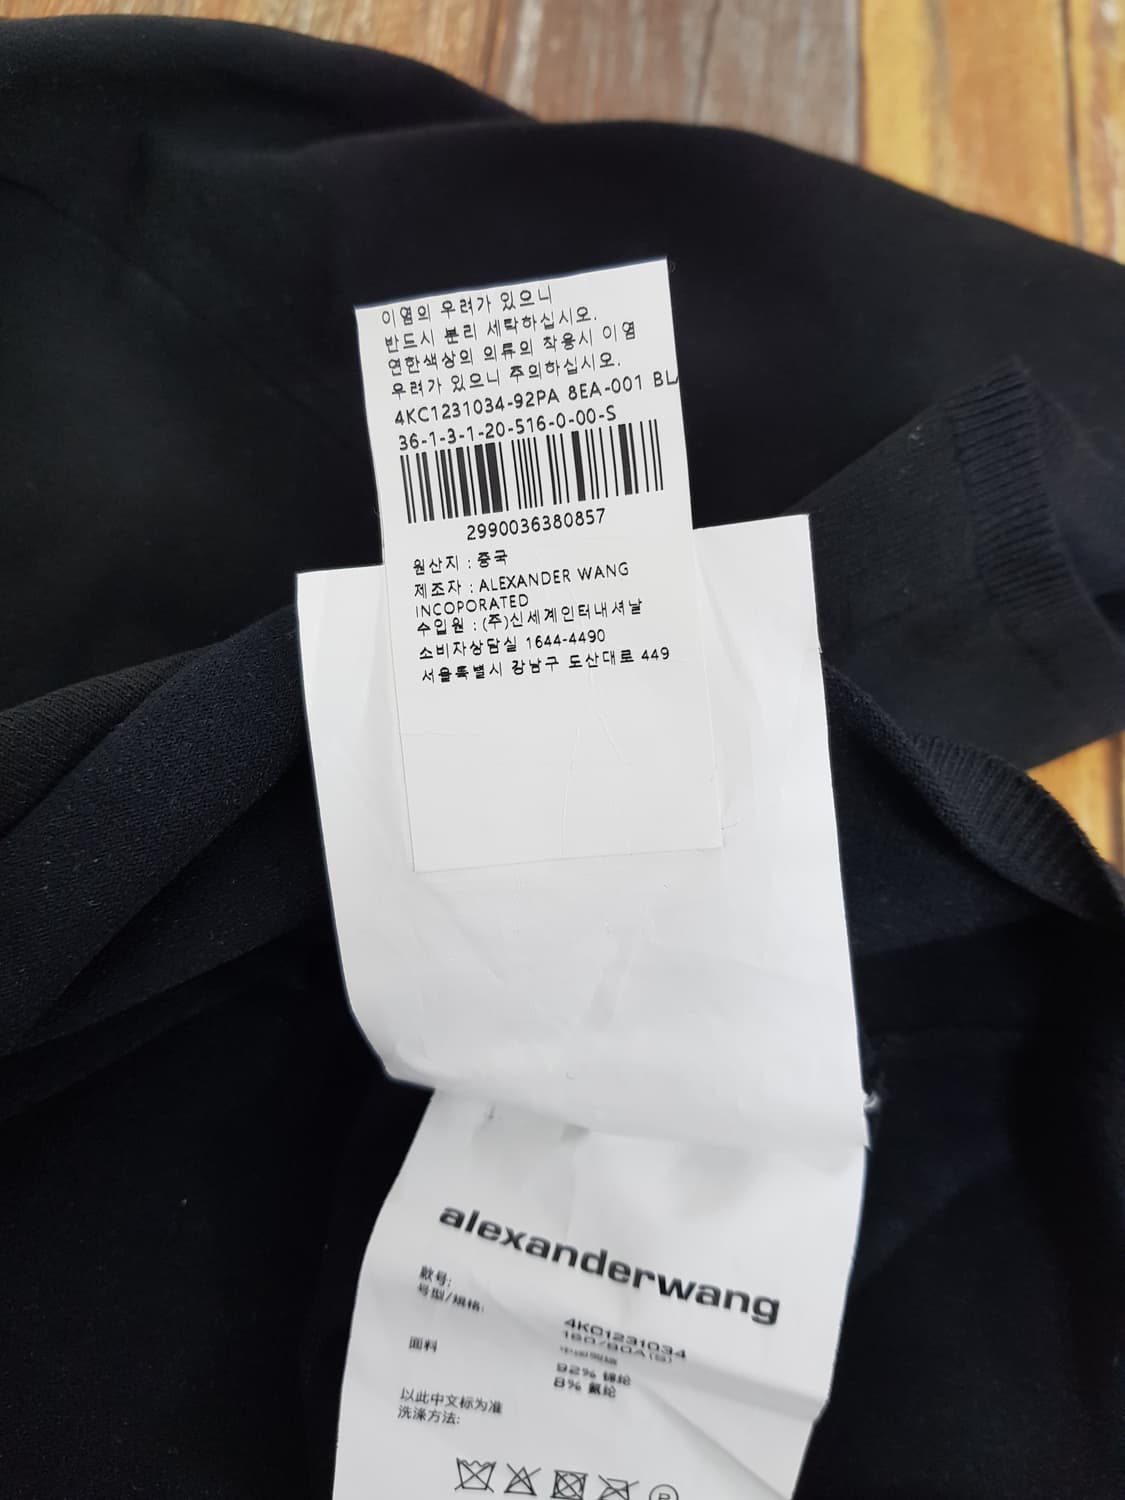 이염의 우려가 있으니
반드시 분리 세탁하십시오.
연한색상의 의류의 착용시 이염
우려가 있으니 주의하십시오.
4KC1231034-92PA 8EA-001 BL
36-1-3-1-20-516-0-00-S
2990036380857
원산지 : 중국
제조자 : ALEXANDER WANG
INCOPORATED
수입원 : (주)신세계인터내셔날
소비자상담실 1644-4490
서울특별시 강남구 도산대로 449
alexanderwang
款号:
号型/规格:
4KC1231034
160/80A(S)
面料
92% 锦纶
8% 氨纶
以此中文标为准
洗涤方法:
P